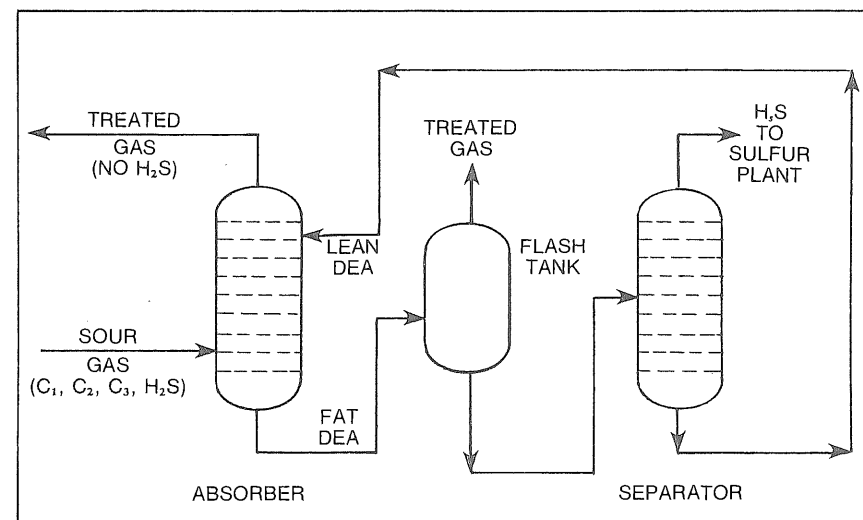 TREATED
GAS
(NO H₂S)
TREATED
GAS
H₂S
TO
SULFUR
PLANT
LEAN
DEA
FLASH
TANK
SOUR
GAS
(C₁, C₂, C₃, H₂S)
FAT
DEA
ABSORBER
SEPARATOR